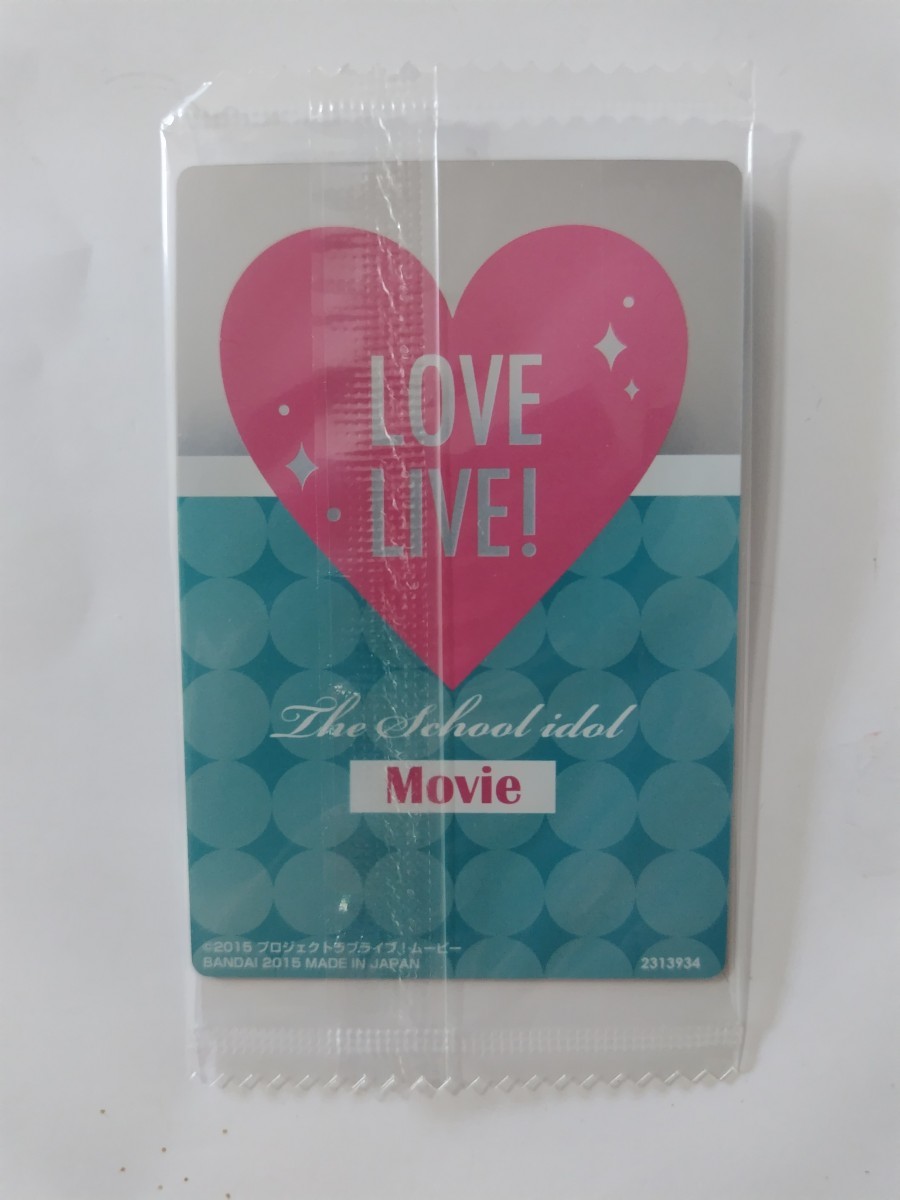 LOVE
LIVE!
The School idol
Movie
©2015 プロジェクトラブライブ！ムービー
BANDAI 2015 MADE IN JAPAN
2313934